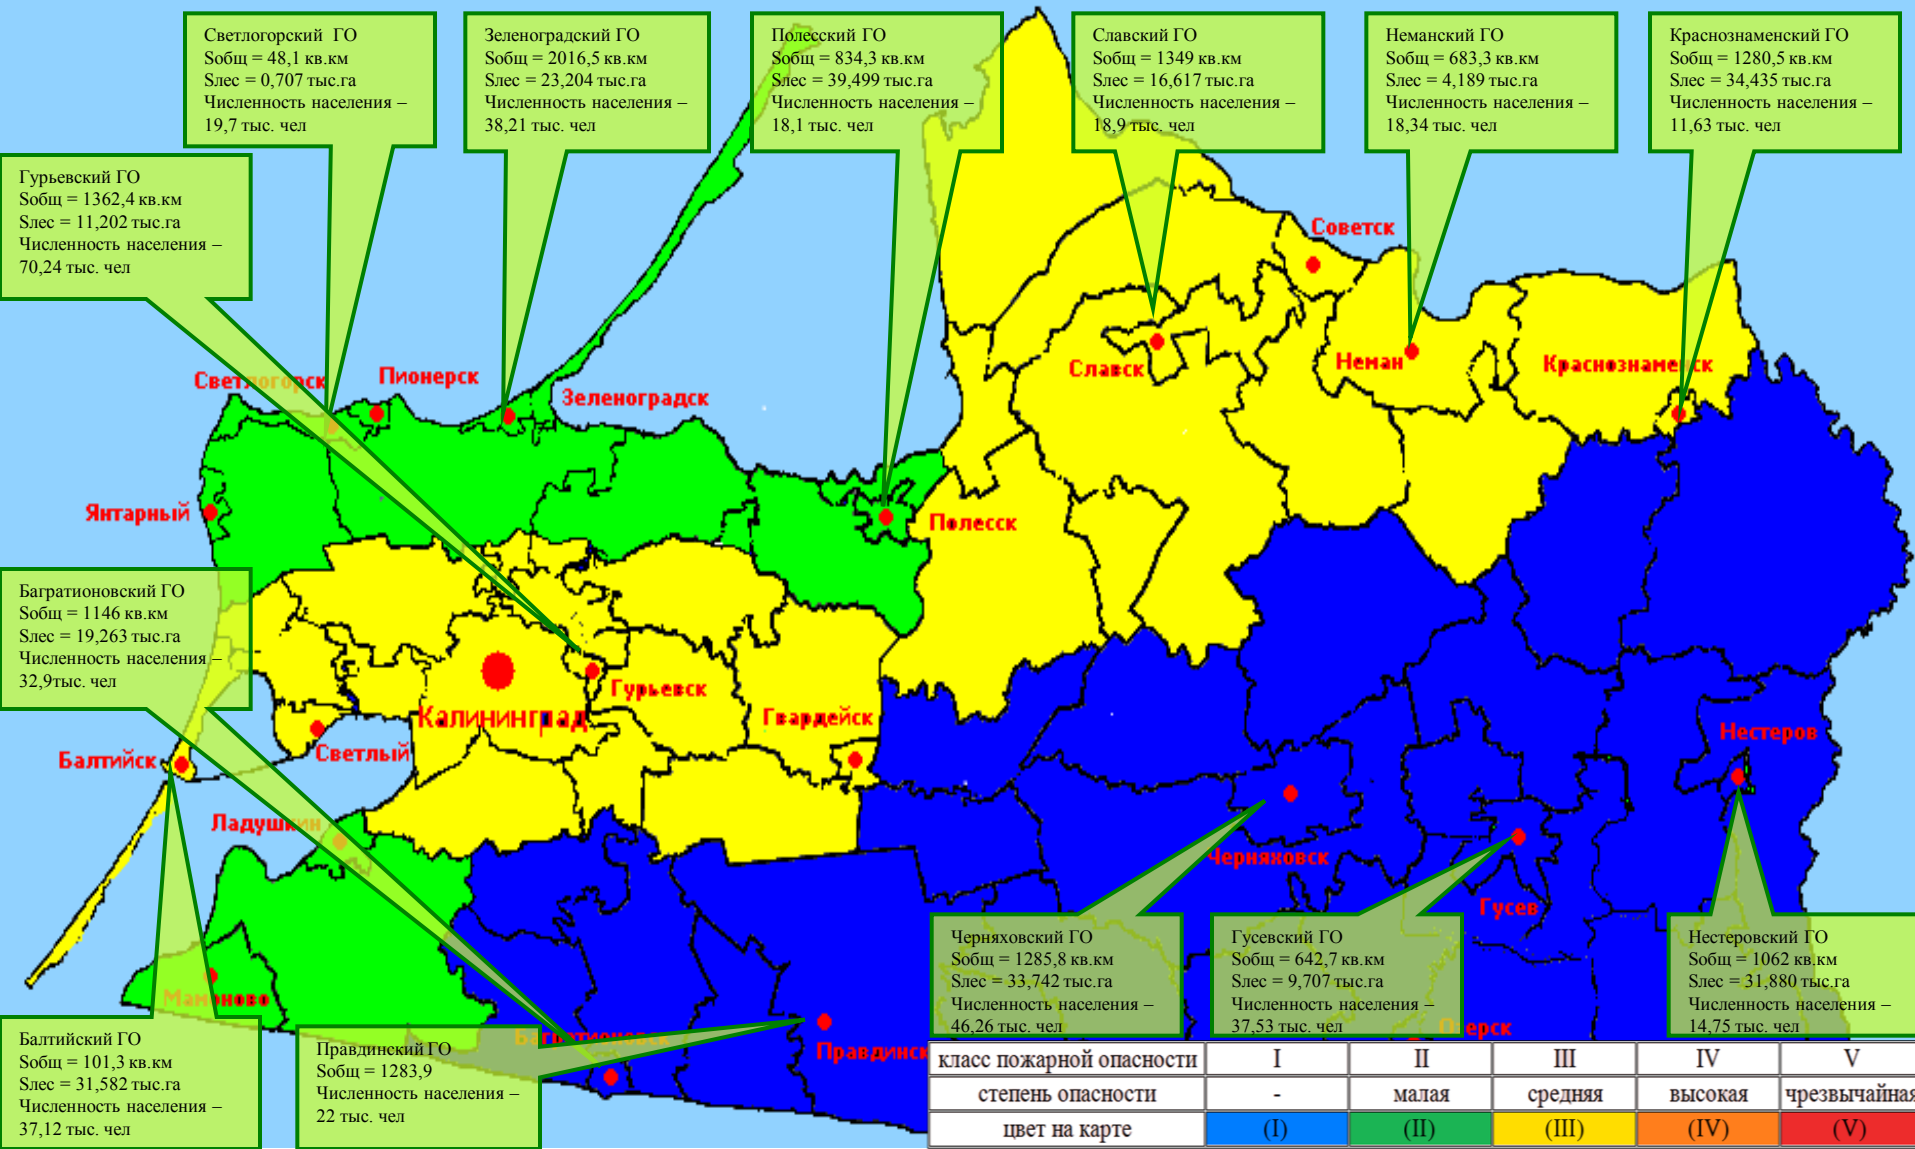 Светлогорский ГО
Sобщ = 48,1 кв.км
Sлес = 0,707 тыс.га
Численность населения –
19,7 тыс. чел
Зеленоградский ГО
Sобщ = 2016,5 кв.км
Sлес = 23,204 тыс.га
Численность населения –
38,21 тыс. чел
Полесский ГО
Sобщ = 834,3 кв.км
Sлес = 39,499 тыс.га
Численность населения –
18,1 тыс. чел
Славский ГО
Sобщ = 1349 кв.км
Sлес = 16,617 тыс.га
Численность населения –
18,9 тыс. чел
Неманский ГО
Sобщ = 683,3 кв.км
Sлес = 4,189 тыс.га
Численность населения –
18,34 тыс. чел
Краснознаменский ГО
Sобщ = 1280,5 кв.км
Sлес = 34,435 тыс.га
Численность населения –
11,63 тыс. чел
Гурьевский ГО
Sобщ = 1362,4 кв.км
Sлес = 11,202 тыс.га
Численность населения –
70,24 тыс. чел
Советск
Славск
Неман
Краснознаменск
Светлогорск
Пионерск
Зеленоградск
Янтарный
Полесск
Багратионовский ГО
Sобщ = 1146 кв.км
Sлес = 19,263 тыс.га
Численность населения –
32,9тыс. чел
Гурьевск
Калининград
Гвардейск
Светлый
Балтийск
Нестеров
Ладушкин
Черняховск
Гусев
Мамоново
Багратионовск
Правдинск
Озерск
Черняховский ГО
Sобщ = 1285,8 кв.км
Sлес = 33,742 тыс.га
Численность населения –
46,26 тыс. чел
Гусевский ГО
Sобщ = 642,7 кв.км
Sлес = 9,707 тыс.га
Численность населения –
37,53 тыс. чел
Нестеровский ГО
Sобщ = 1062 кв.км
Sлес = 31,880 тыс.га
Численность населения –
14,75 тыс. чел
Балтийский ГО
Sобщ = 101,3 кв.км
Sлес = 31,582 тыс.га
Численность населения –
37,12 тыс. чел
Правдинский ГО
Sобщ = 1283,9
Численность населения –
22 тыс. чел
класс пожарной опасности I II III IV V
степень опасности - малая средняя высокая чрезвычайная
цвет на карте (I) (II) (III) (IV) (V)